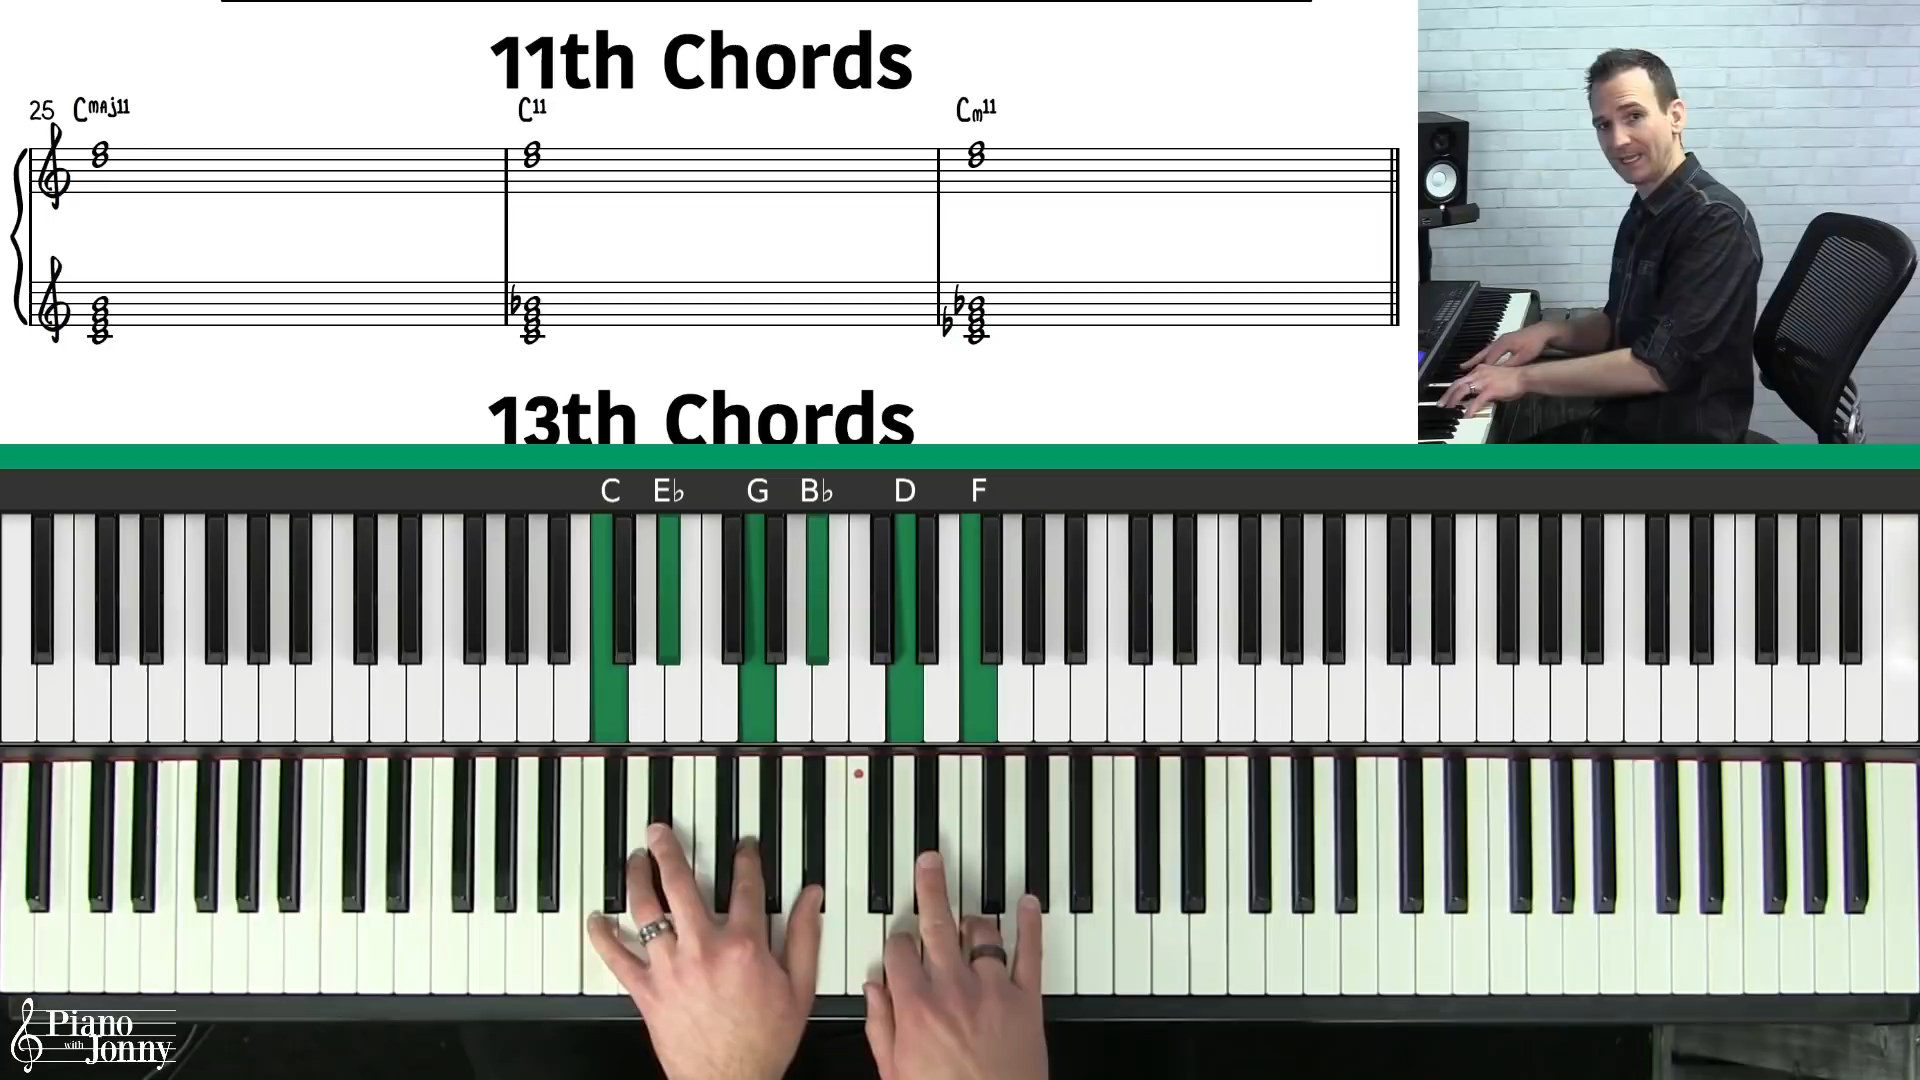 11th Chords
25 Cmaj11 C11 Cm11
13th Chords
C E♭ G B♭ D F
Piano
with
Jonny